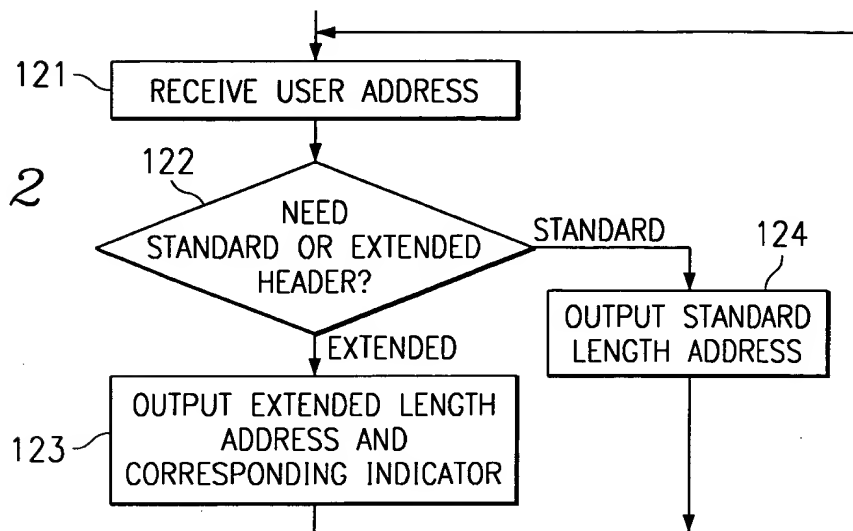 121
RECEIVE USER ADDRESS
2
122
NEED
STANDARD OR EXTENDED
HEADER?
STANDARD
124
OUTPUT STANDARD
LENGTH ADDRESS
EXTENDED
123
OUTPUT EXTENDED LENGTH
ADDRESS AND
CORRESPONDING INDICATOR